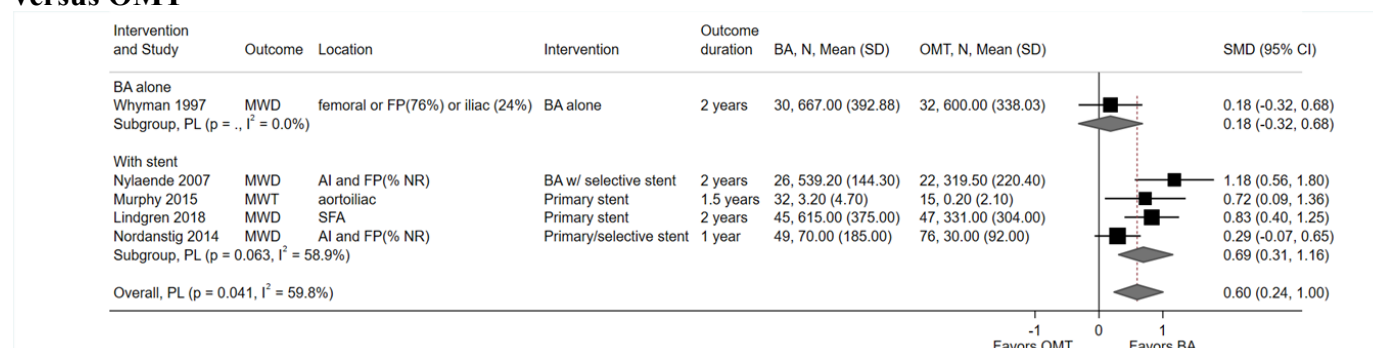 versus OMT
Intervention and Study Outcome Location Intervention Outcome duration BA, N, Mean (SD) OMT, N, Mean (SD) SMD (95% CI)
BA alone
Whyman 1997 MWD femoral or FP(76%) or iliac (24%) BA alone 2 years 30, 667.00 (392.88) 32, 600.00 (338.03) 0.18 (-0.32, 0.68)
Subgroup, PL (p = ., I² = 0.0%) 0.18 (-0.32, 0.68)
With stent
Nylaende 2007 MWD AI and FP(% NR) BA w/ selective stent 2 years 26, 539.20 (144.30) 22, 319.50 (220.40) 1.18 (0.56, 1.80)
Murphy 2015 MWT aortoiliac Primary stent 1.5 years 32, 3.20 (4.70) 15, 0.20 (2.10) 0.72 (0.09, 1.36)
Lindgren 2018 MWD SFA Primary stent 2 years 45, 615.00 (375.00) 47, 331.00 (304.00) 0.83 (0.40, 1.25)
Nordanstig 2014 MWD AI and FP(% NR) Primary/selective stent 1 year 49, 70.00 (185.00) 76, 30.00 (92.00) 0.29 (-0.07, 0.65)
Subgroup, PL (p = 0.063, I² = 58.9%) 0.69 (0.31, 1.16)
Overall, PL (p = 0.041, I² = 59.8%) 0.60 (0.24, 1.00)
-1 0 1
Favors OMT Favors BA